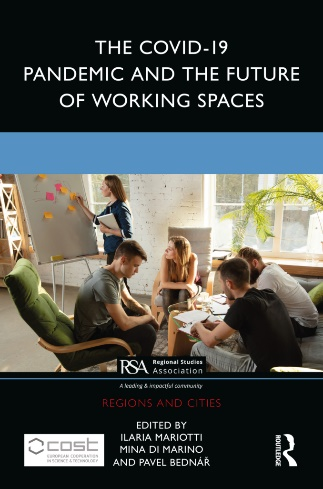 THE COVID-19
PANDEMIC AND THE FUTURE
OF WORKING SPACES
RSA Regional Studies
Association
A leading & impactful community
REGIONS AND CITIES
EDITED BY
ILARIA MARIOTTI
MINA DI MARINO
AND PAVEL BEDNÁŘ
cost
EUROPEAN COOPERATION
IN SCIENCE & TECHNOLOGY
ROUTLEDGE